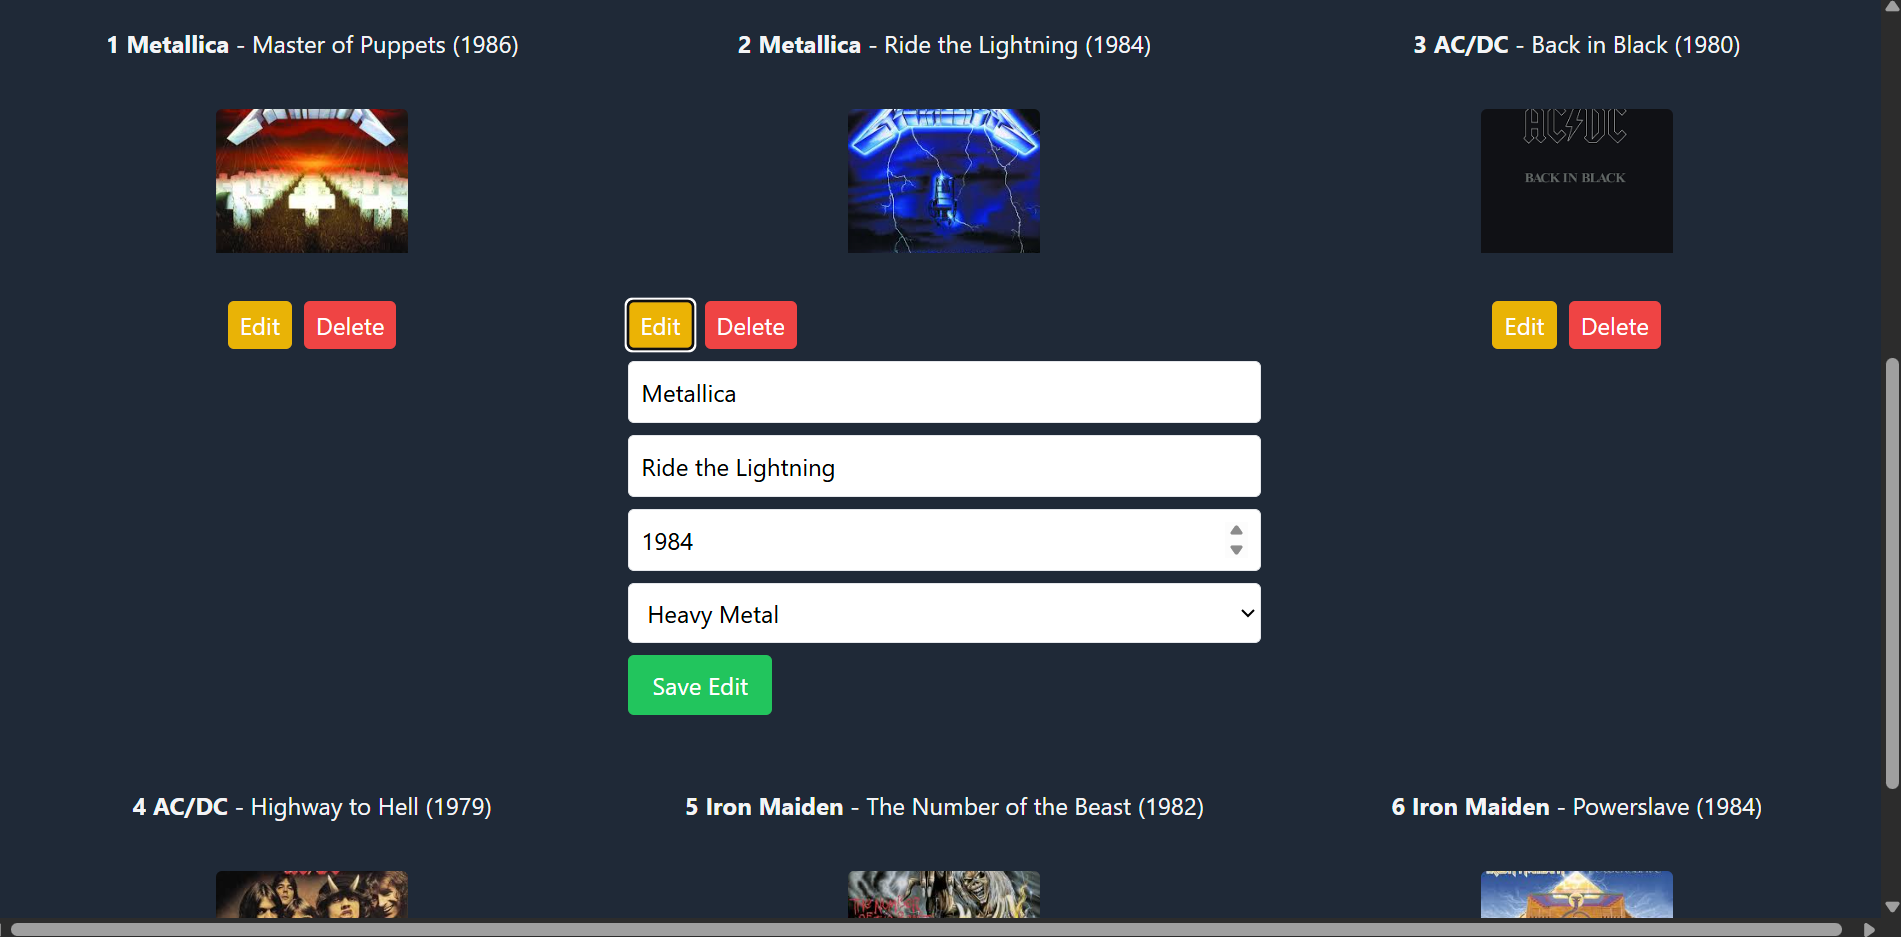 1 Metallica - Master of Puppets (1986)
2 Metallica - Ride the Lightning (1984)
3 AC/DC - Back in Black (1980)
AC/DC
BACK IN BLACK
Edit Delete
Edit Delete
Edit Delete
Metallica
Ride the Lightning
1984
Heavy Metal
Save Edit
4 AC/DC - Highway to Hell (1979)
5 Iron Maiden - The Number of the Beast (1982)
6 Iron Maiden - Powerslave (1984)
THE NUMBER